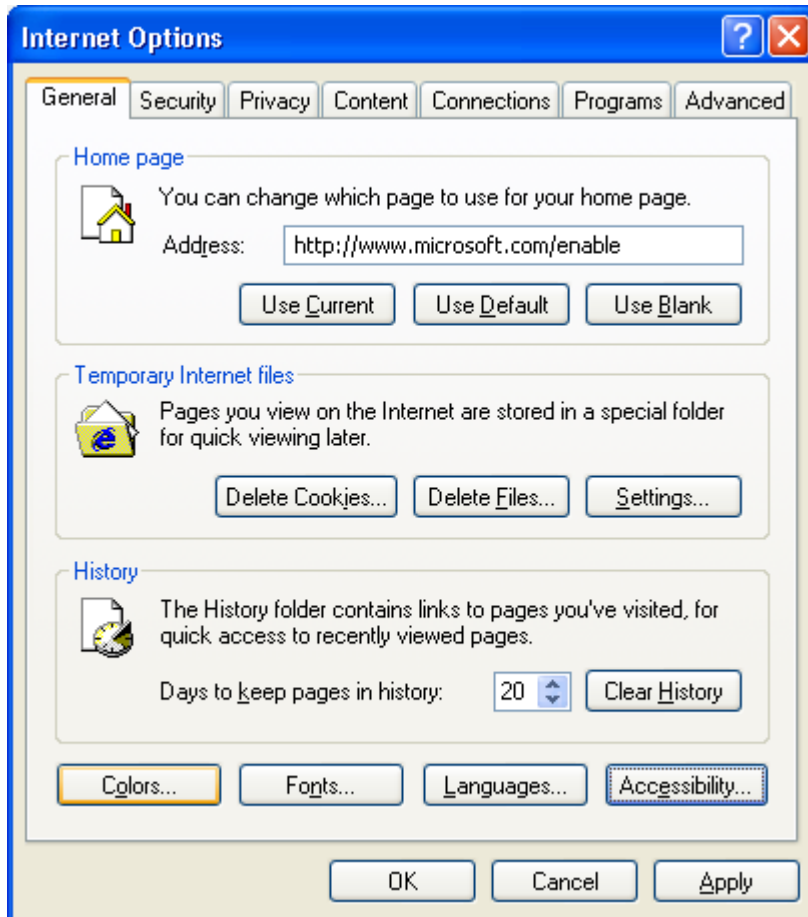 Internet Options
General Security Privacy Content Connections Programs Advanced
Home page
You can change which page to use for your home page.
Address: http://www.microsoft.com/enable
Use Current Use Default Use Blank
Temporary Internet files
Pages you view on the Internet are stored in a special folder
for quick viewing later.
Delete Cookies... Delete Files... Settings...
History
The History folder contains links to pages you've visited, for
quick access to recently viewed pages.
Days to keep pages in history: 20 Clear History
Colors... Fonts... Languages... Accessibility...
OK Cancel Apply